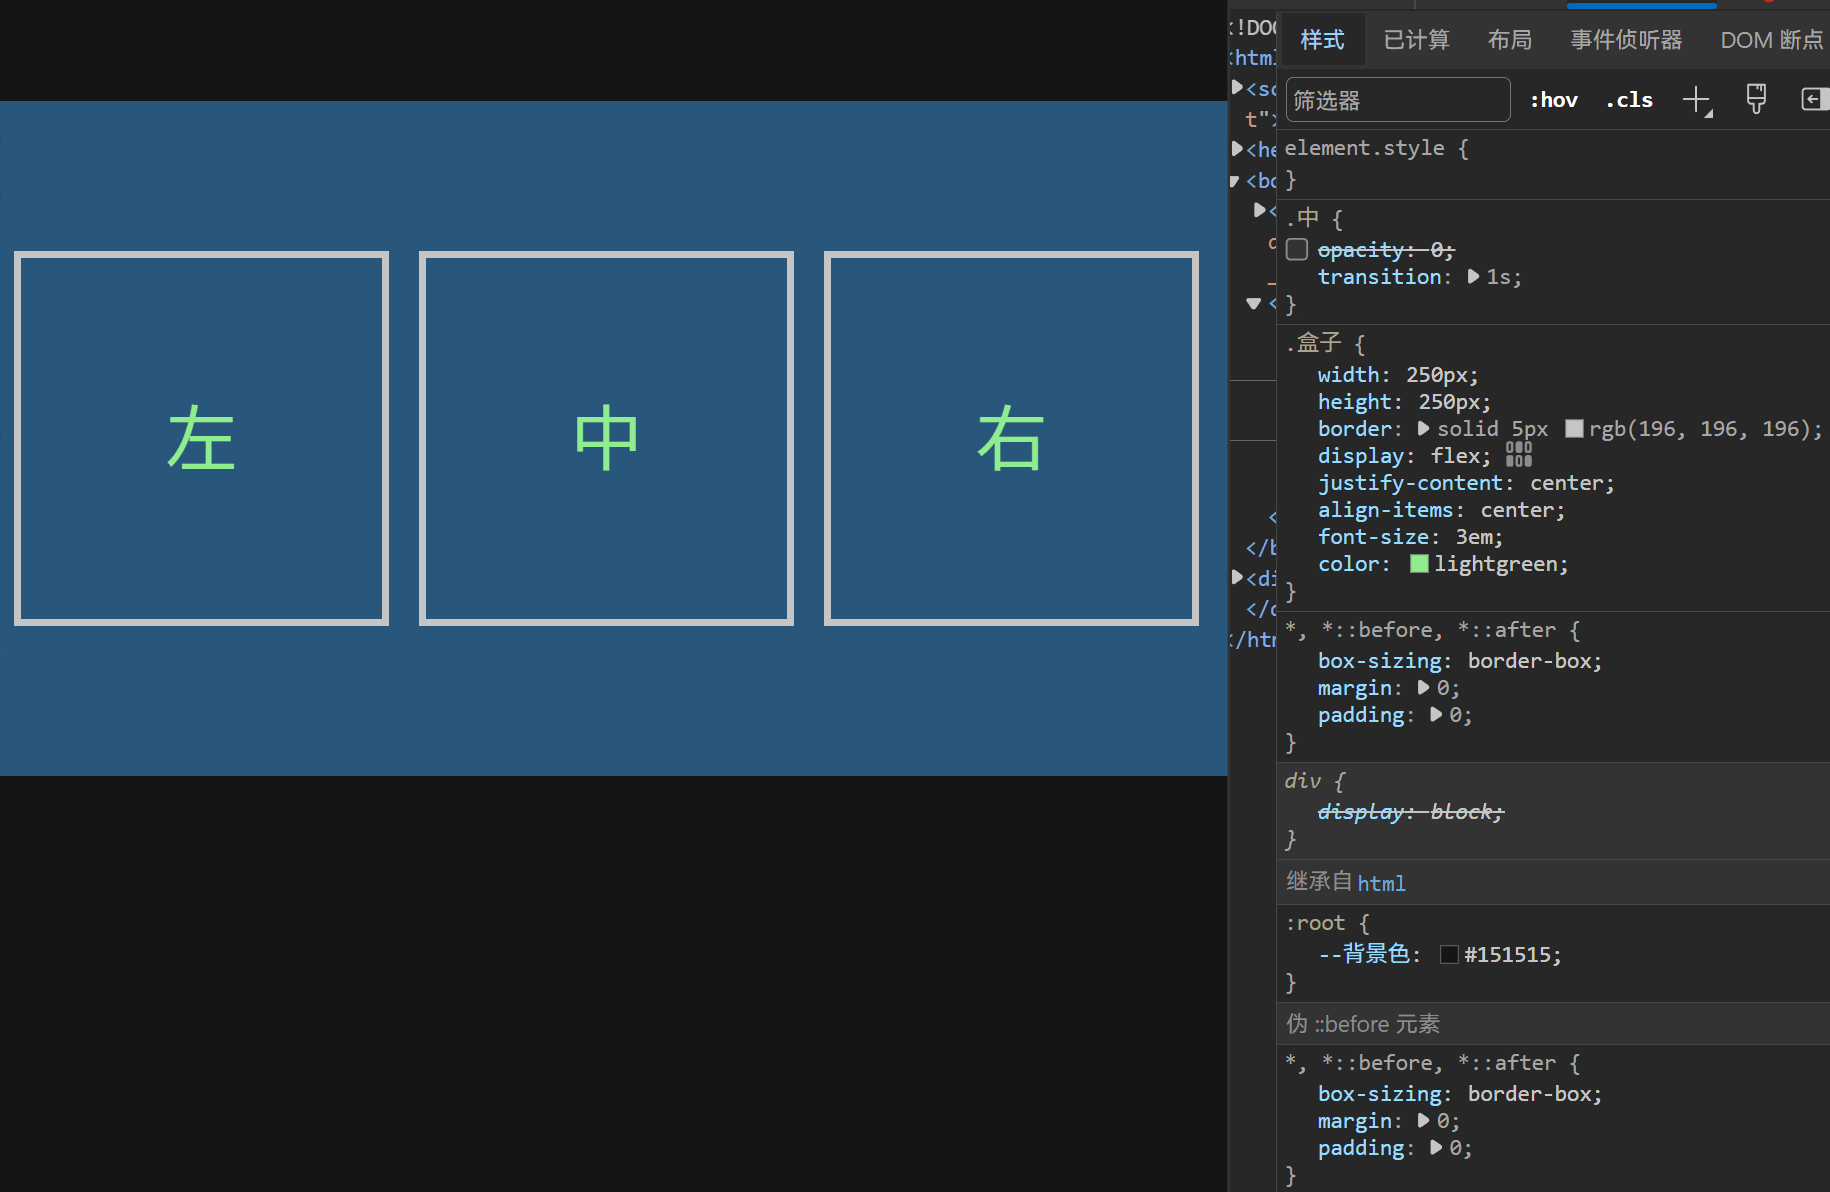 左
中
右
<!DOC
<html
<sc
t">
<he
<bo
<
<
<
</b
<di
</html
样式 已计算 布局 事件侦听器 DOM 断点
筛选器 :hov .cls
element.style {
}
.中 {
opacity: 0;
transition: 1s;
}
.盒子 {
width: 250px;
height: 250px;
border: solid 5px rgb(196, 196, 196);
display: flex;
justify-content: center;
align-items: center;
font-size: 3em;
color: lightgreen;
}
*, *::before, *::after {
box-sizing: border-box;
margin: 0;
padding: 0;
}
div {
display: block;
}
继承自 html
:root {
--背景色: #151515;
}
伪 ::before 元素
*, *::before, *::after {
box-sizing: border-box;
margin: 0;
padding: 0;
}